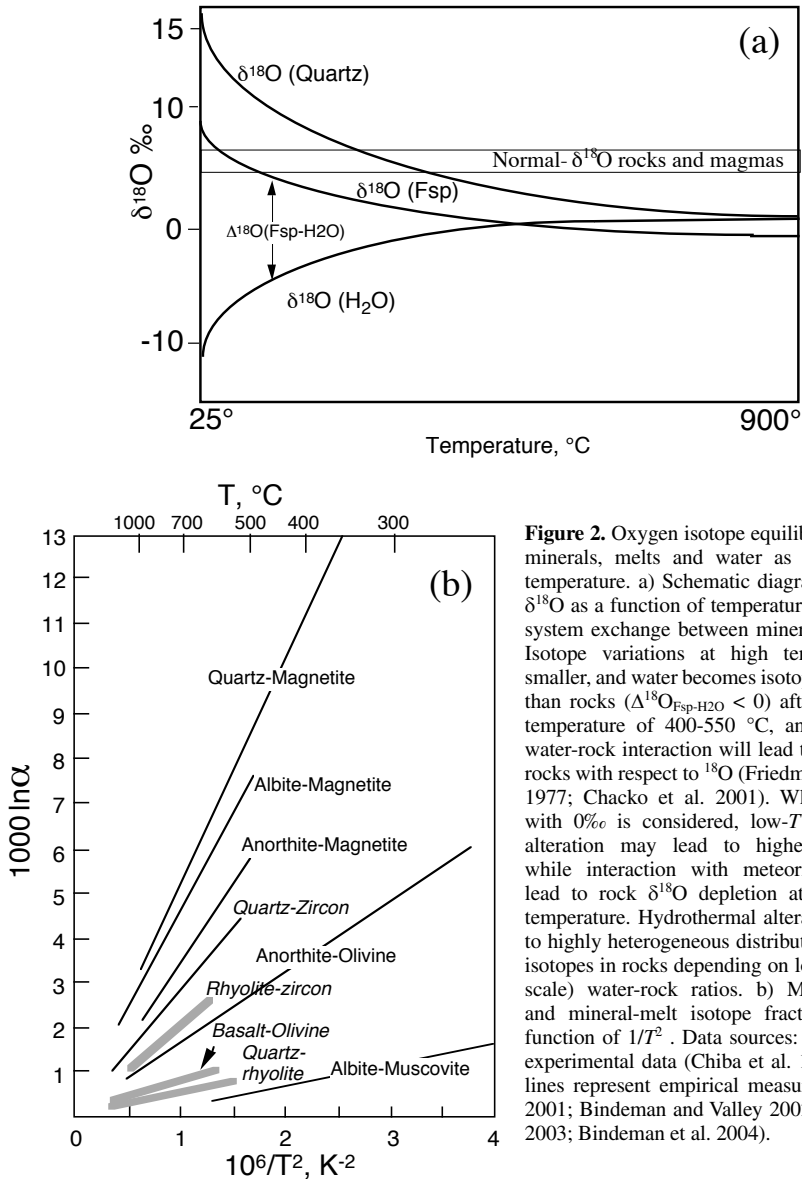 (a)
15
10
0
-10
δ18O ‰
δ18O (Quartz)
Normal- δ18O rocks and magmas
δ18O (Fsp)
Δ18O(Fsp-H2O)
δ18O (H2O)
25°
900°
Temperature, °C
T, °C
1000 700 500 400 300
(b)
13
12
11
10
9
8
7
6
5
4
3
2
1
1000 lnα
Quartz-Magnetite
Albite-Magnetite
Anorthite-Magnetite
Quartz-Zircon
Anorthite-Olivine
Rhyolite-zircon
Basalt-Olivine
Quartz-
rhyolite
Albite-Muscovite
0 1 2 3 4
10^6/T^2, K^-2
Figure 2. Oxygen isotope equilib
minerals, melts and water as
temperature. a) Schematic diagra
δ18O as a function of temperatur
system exchange between miner
Isotope variations at high ten
smaller, and water becomes isoto
than rocks (Δ18OFsp-H2O < 0) aft
temperature of 400-550 °C, an
water-rock interaction will lead t
rocks with respect to 18O (Friedm
1977; Chacko et al. 2001). Wh
with 0‰ is considered, low-T
alteration may lead to higher
while interaction with meteor
lead to rock δ18O depletion at
temperature. Hydrothermal altera
to highly heterogeneous distribut
isotopes in rocks depending on lo
scale) water-rock ratios. b) M
and mineral-melt isotope fract
function of 1/T2 . Data sources:
experimental data (Chiba et al. 1
lines represent empirical measu
2001; Bindeman and Valley 200
2003; Bindeman et al. 2004).